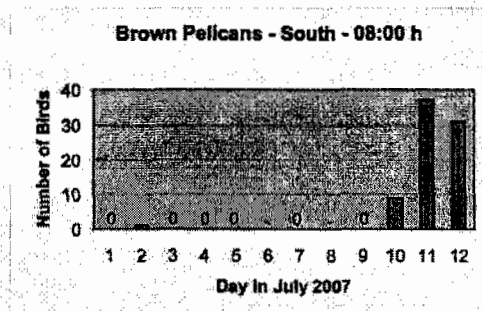 Brown Pelicans - South - 08:00 h
Number of Birds
40
30
20
10
0
0 0 0 0 0 0
1 2 3 4 5 6 7 8 9 10 11 12
Day in July 2007